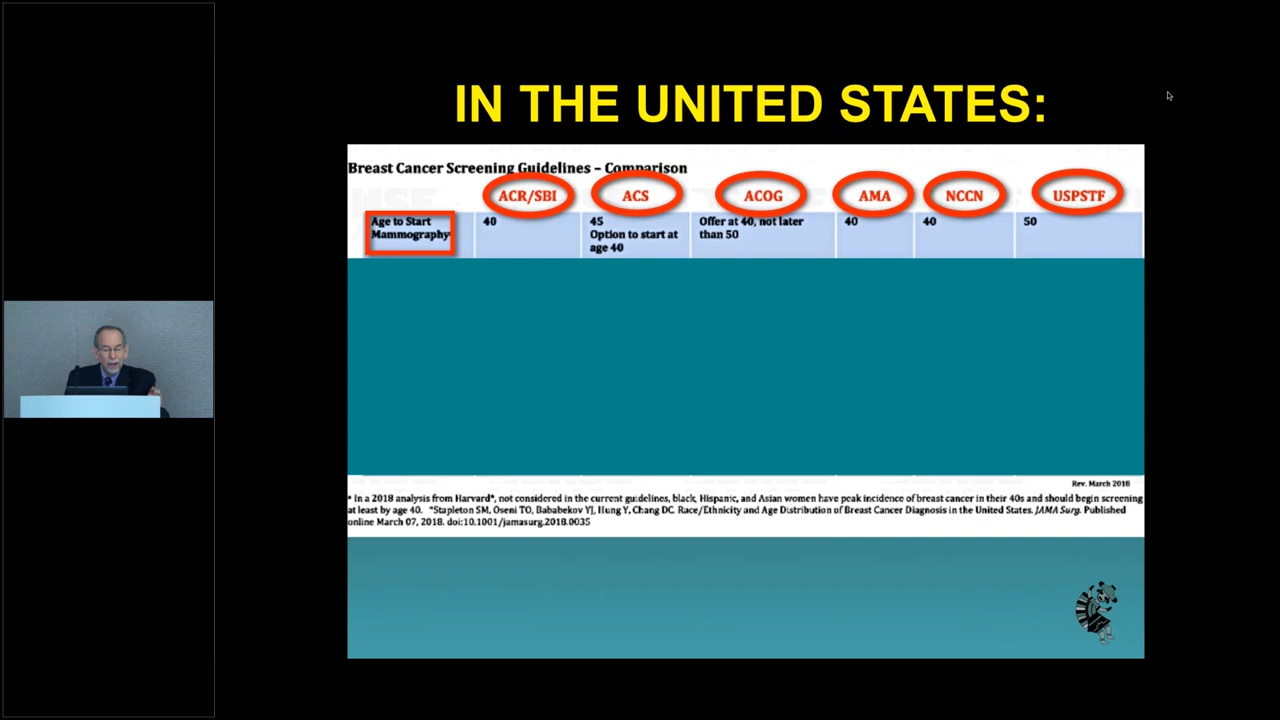 IN THE UNITED STATES:
Breast Cancer Screening Guidelines – Comparison
ACR/SBI ACS ACOG AMA NCCN USPSTF
Age to Start 40 45 Offer at 40, not later 40 40 50
Mammography Option to start at than 50
age 40
Rev. March 2018
* In a 2018 analysis from Harvard*, not considered in the current guidelines, black, Hispanic, and Asian women have peak incidence of breast cancer in their 40s and should begin screening
at least by age 40. *Stapleton SM, Oseni TO, Bababekov YJ, Hung Y, Chang DC. Race/Ethnicity and Age Distribution of Breast Cancer Diagnosis in the United States. JAMA Surg. Published
online March 07, 2018. doi:10.1001/jamasurg.2018.0035